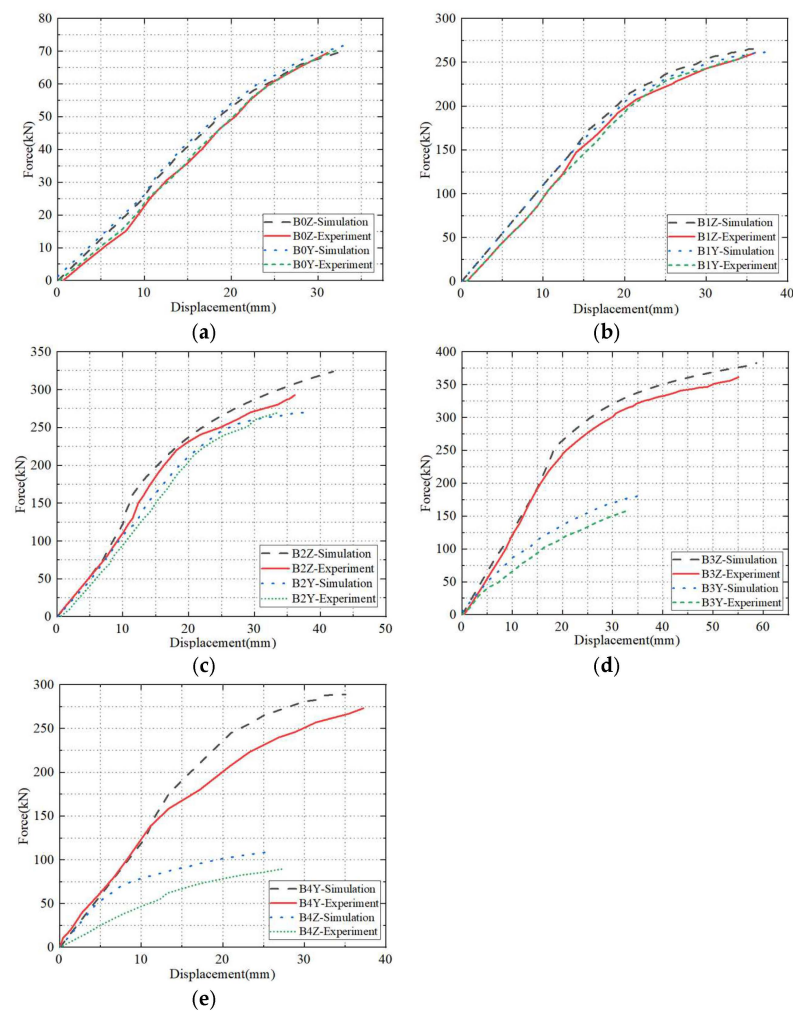 80
70
60
50
40
30
20
10
0
Force(kN)
B0Z-Simulation
B0Z-Experiment
B0Y-Simulation
B0Y-Experiment
0 10 20 30
Displacement(mm)
(a)
300
250
200
150
100
50
0
Force(kN)
B1Z-Simulation
B1Z-Experiment
B1Y-Simulation
B1Y-Experiment
0 10 20 30 40
Displacement(mm)
(b)
350
300
250
200
150
100
50
0
Force(kN)
B2Z-Simulation
B2Z-Experiment
B2Y-Simulation
B2Y-Experiment
0 10 20 30 40 50
Displacement(mm)
(c)
400
350
300
250
200
150
100
50
0
Force(kN)
B3Z-Simulation
B3Z-Experiment
B3Y-Simulation
B3Y-Experiment
0 10 20 30 40 50 60
Displacement(mm)
(d)
300
250
200
150
100
50
0
Force(kN)
B4Y-Simulation
B4Y-Experiment
B4Z-Simulation
B4Z-Experiment
0 10 20 30 40
Displacement(mm)
(e)